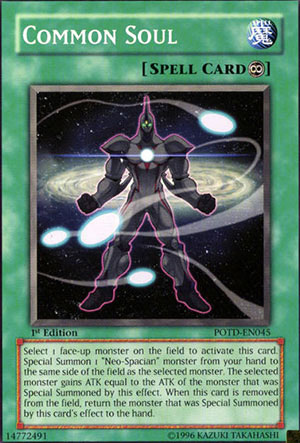 COMMON SOUL
魔
[SPELL CARD∞]
1st Edition
POTD-EN045
Select 1 face-up monster on the field to activate this card.
Special Summon 1 "Neo-Spacian" monster from your hand to
the same side of the field as the selected monster. The selected
monster gains ATK equal to the ATK of the monster that was
Special Summoned by this effect. When this card is removed
from the field, return the monster that was Special Summoned
by this card's effect to the hand.
14772491
©1996 KAZUKI TAKAHASHI